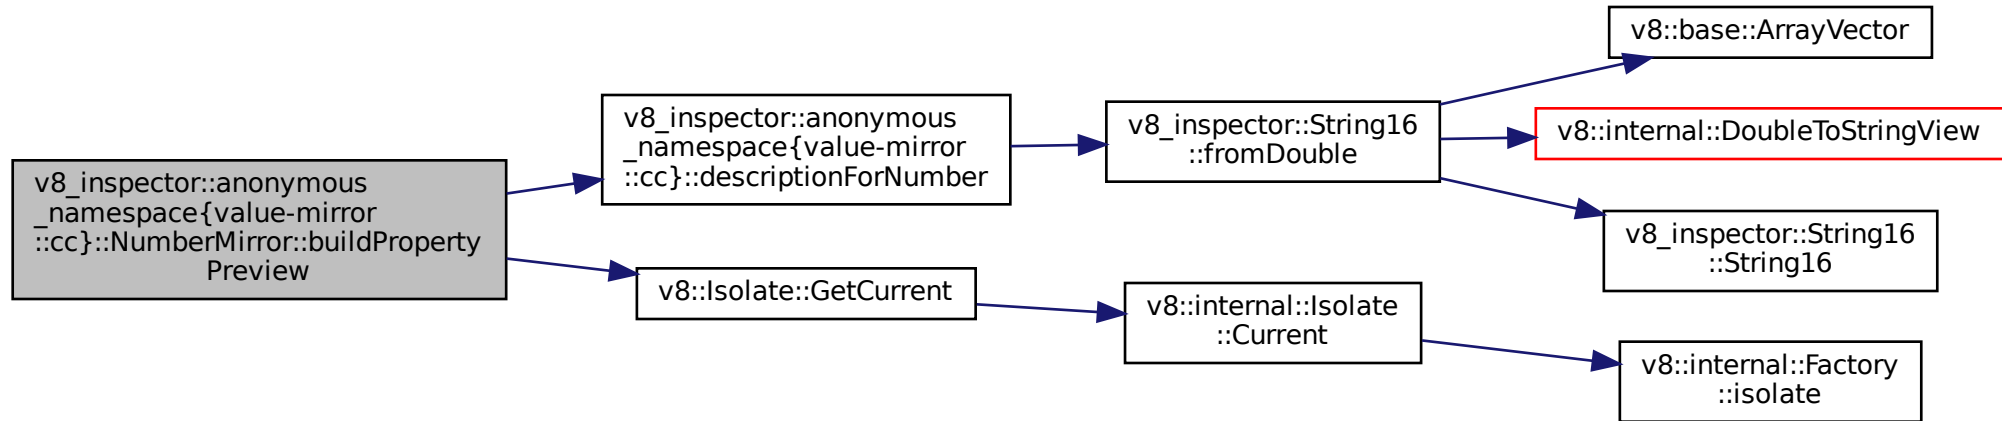 v8_inspector::anonymous
_namespace{value-mirror
::cc}::NumberMirror::buildProperty
Preview
v8_inspector::anonymous
_namespace{value-mirror
::cc}::descriptionForNumber
v8::Isolate::GetCurrent
v8_inspector::String16
::fromDouble
v8::internal::Isolate
::Current
v8::base::ArrayVector
v8::internal::DoubleToStringView
v8_inspector::String16
::String16
v8::internal::Factory
::isolate